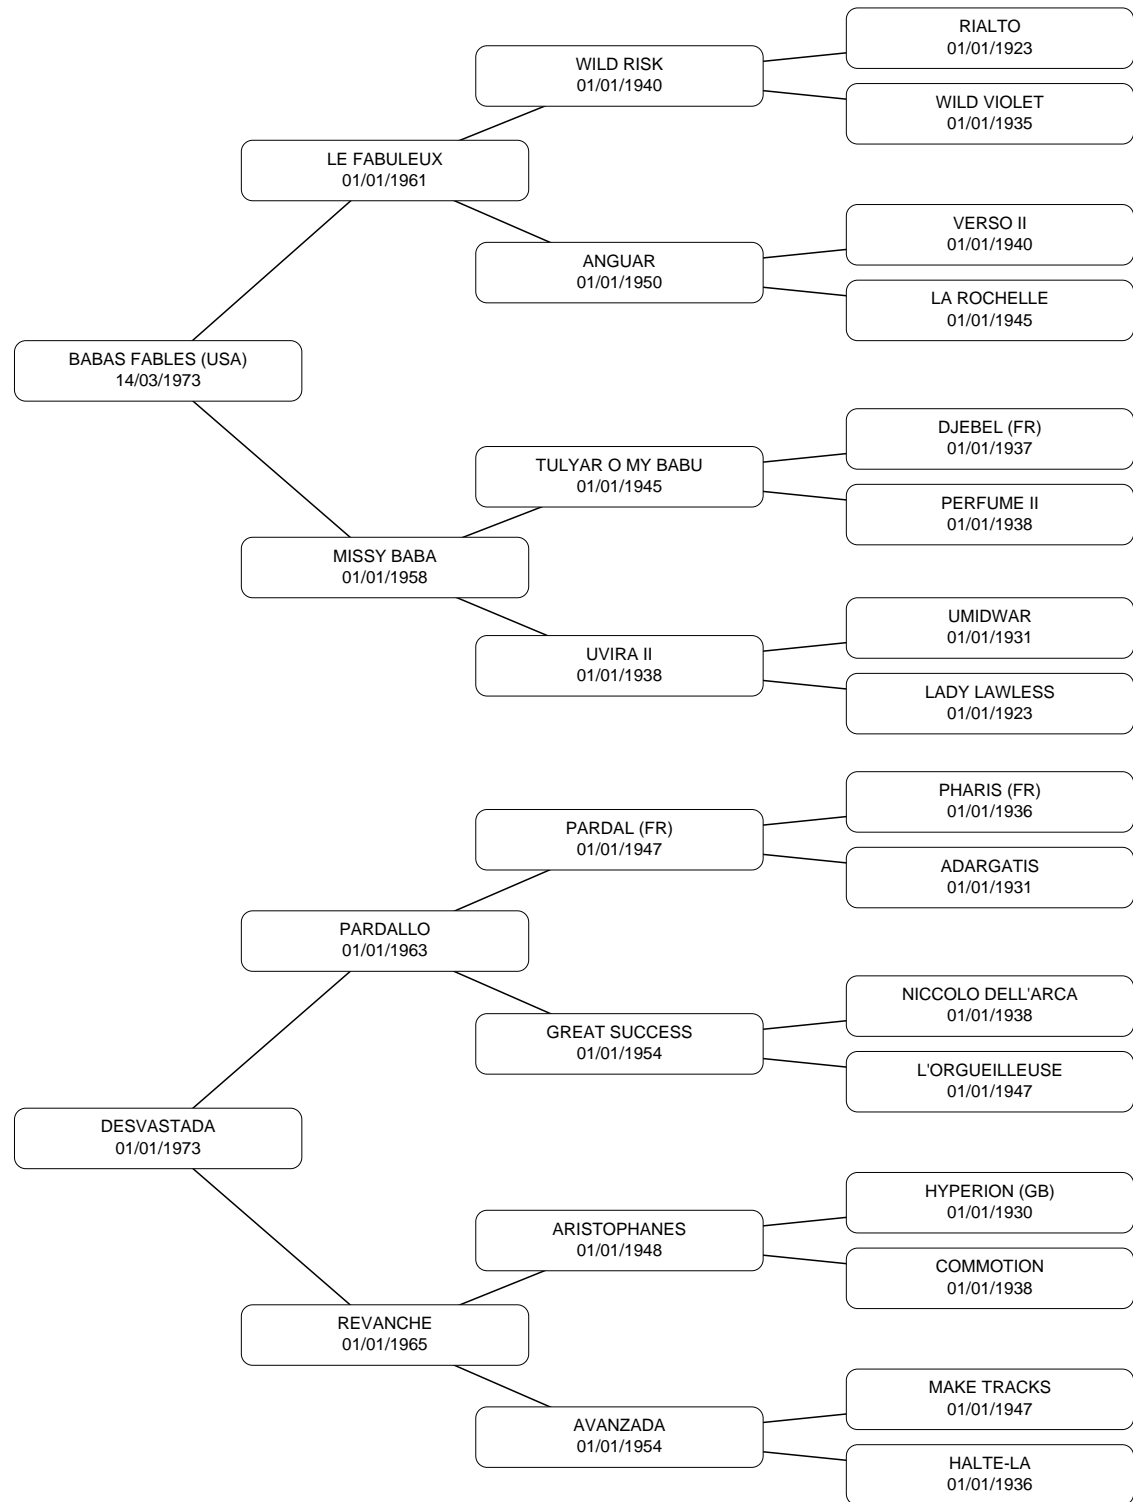 RIALTO
01/01/1923
WILD RISK
01/01/1940
WILD VIOLET
01/01/1935
LE FABULEUX
01/01/1961
VERSO II
01/01/1940
ANGUAR
01/01/1950
LA ROCHELLE
01/01/1945
BABAS FABLES (USA)
14/03/1973
DJEBEL (FR)
01/01/1937
TULYAR O MY BABU
01/01/1945
PERFUME II
01/01/1938
MISSY BABA
01/01/1958
UMIDWAR
01/01/1931
UVIRA II
01/01/1938
LADY LAWLESS
01/01/1923
PHARIS (FR)
01/01/1936
PARDAL (FR)
01/01/1947
ADARGATIS
01/01/1931
PARDALLO
01/01/1963
NICCOLO DELL'ARCA
01/01/1938
GREAT SUCCESS
01/01/1954
L'ORGUEILLEUSE
01/01/1947
DESVASTADA
01/01/1973
HYPERION (GB)
01/01/1930
ARISTOPHANES
01/01/1948
COMMOTION
01/01/1938
REVANCHE
01/01/1965
MAKE TRACKS
01/01/1947
AVANZADA
01/01/1954
HALTE-LA
01/01/1936